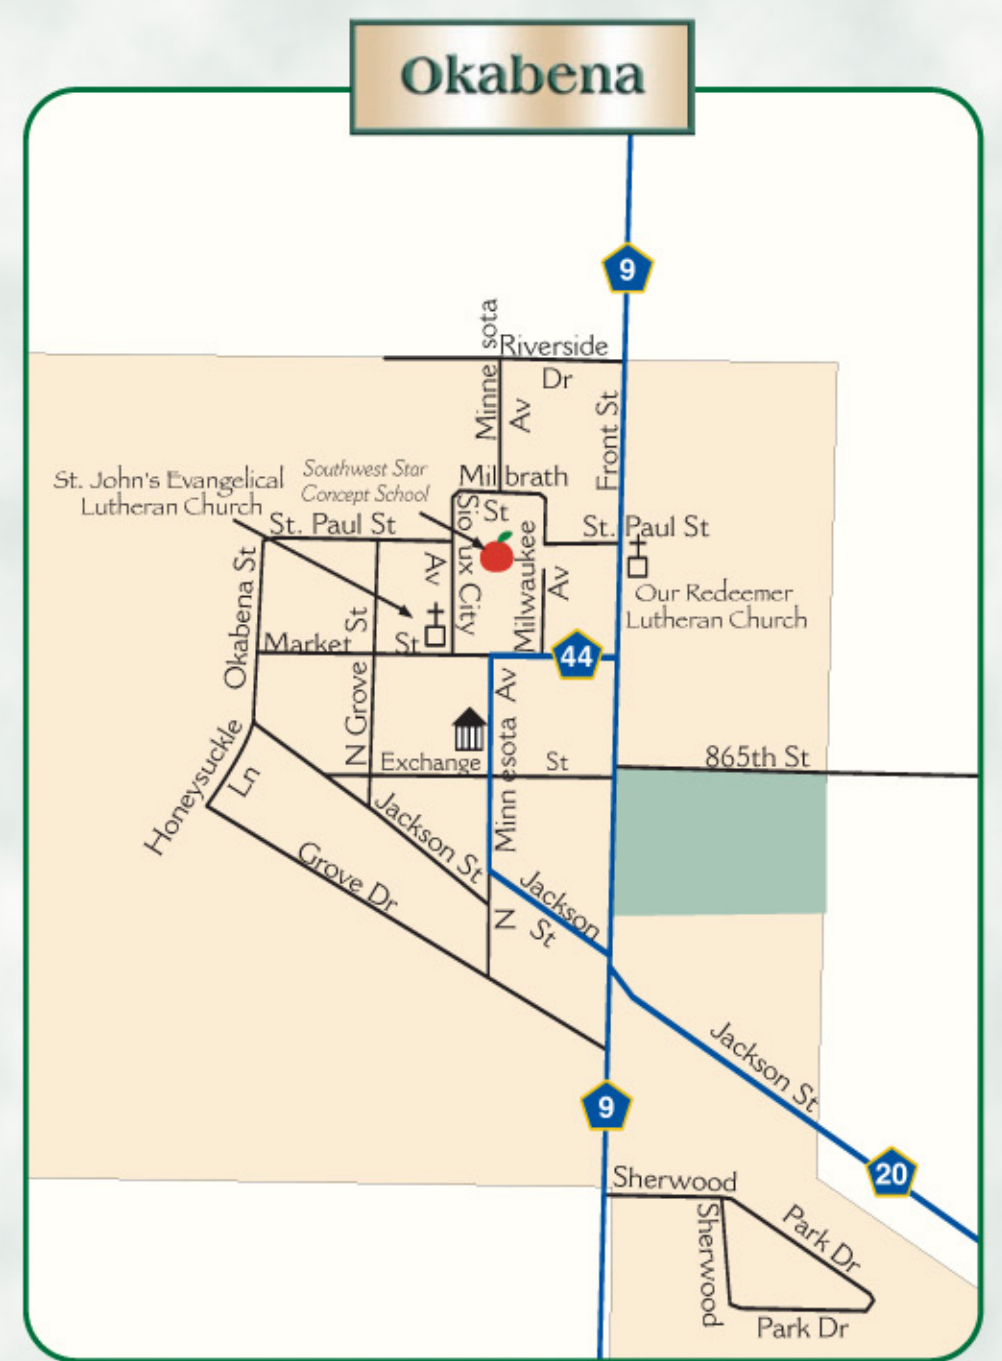 Okabena
9
Minnesota
Av
Riverside
Dr
Front St
St. John's Evangelical
Lutheran Church
Southwest Star
Concept School
Millbrath
St
St. Paul St
St. Paul St
Sioux City
Av
Milwaukee
Av
Our Redeemer
Lutheran Church
Okabena St
Market St
44
N Grove St
Minnesota Av
Exchange St
865th St
Honeysuckle
Ln
Jackson St
Grove Dr
Jackson
St
N
Jackson St
9
20
Sherwood
Sherwood
Park Dr
Park Dr